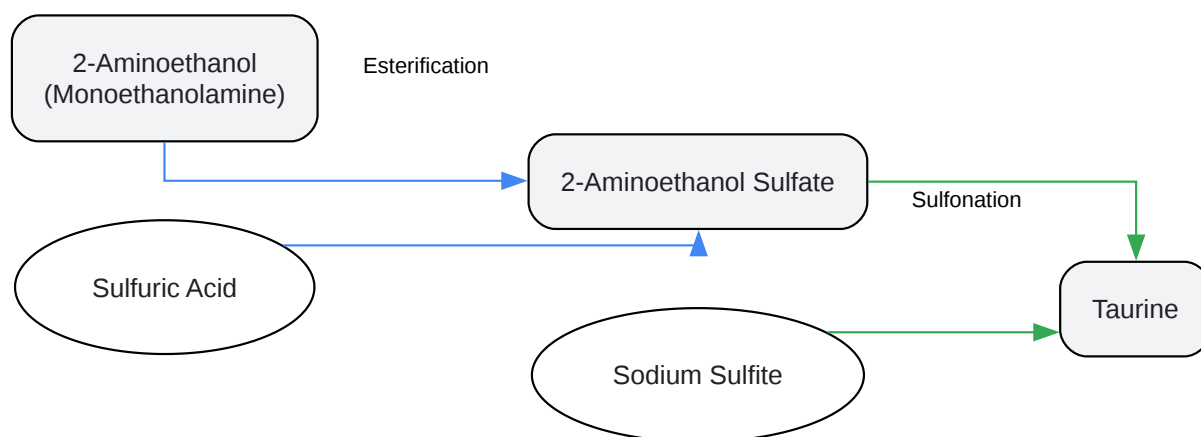 2-Aminoethanol
(Monoethanolamine)
Esterification
2-Aminoethanol Sulfate
Sulfonation
Sulfuric Acid
Taurine
Sodium Sulfite